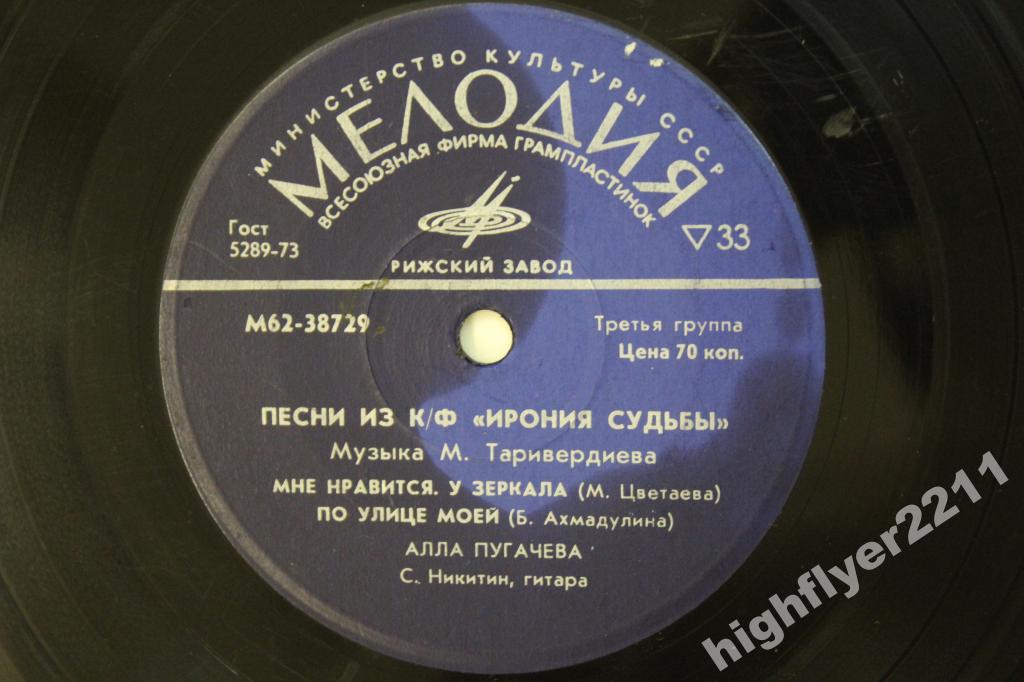 МИНИСТЕРСТВО КУЛЬТУРЫ СССР
МЕЛОДИЯ
ВСЕСОЮЗНАЯ ФИРМА ГРАМПЛАСТИНОК
Гост
5289-73
▽33
РИЖСКИЙ ЗАВОД
М62-38729
Третья группа
Цена 70 коп.
ПЕСНИ ИЗ К/Ф «ИРОНИЯ СУДЬБЫ»
Музыка М. Таривердиева
МНЕ НРАВИТСЯ. У ЗЕРКАЛА (М. Цветаева)
ПО УЛИЦЕ МОЕЙ (Б. Ахмадулина)
АЛЛА ПУГАЧЕВА
С. Никитин, гитара
highflyer2211